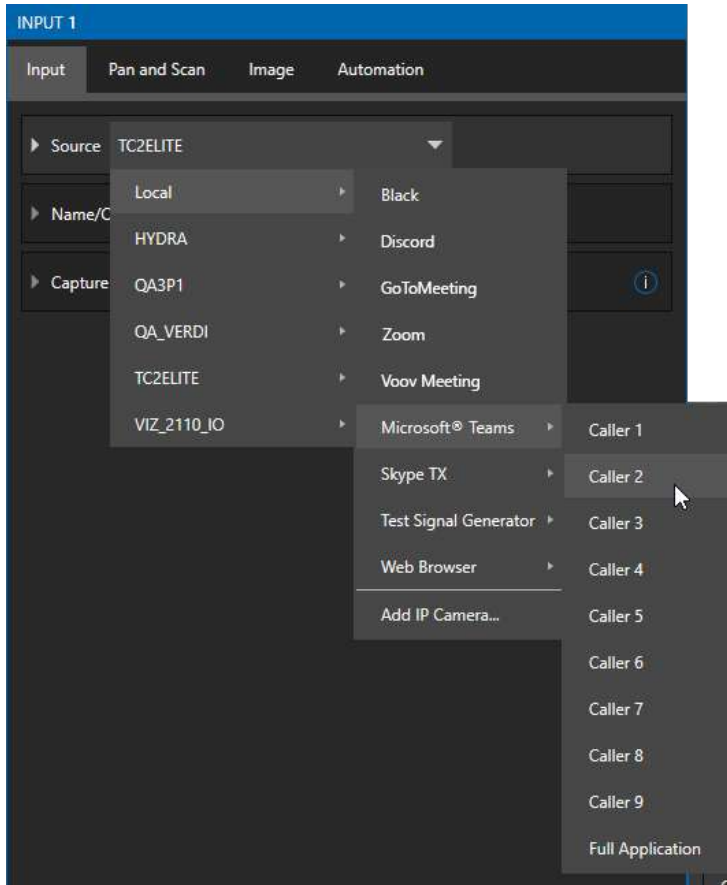 INPUT 1
Input Pan and Scan Image Automation
Source TC2ELITE
Name/C
Capture
Local
HYDRA
QA3P1
QA_VERDI
TC2ELITE
VIZ_2110_IO
Black
Discord
GoToMeeting
Zoom
Voov Meeting
Microsoft® Teams
Skype TX
Test Signal Generator
Web Browser
Add IP Camera...
Caller 1
Caller 2
Caller 3
Caller 4
Caller 5
Caller 6
Caller 7
Caller 8
Caller 9
Full Application